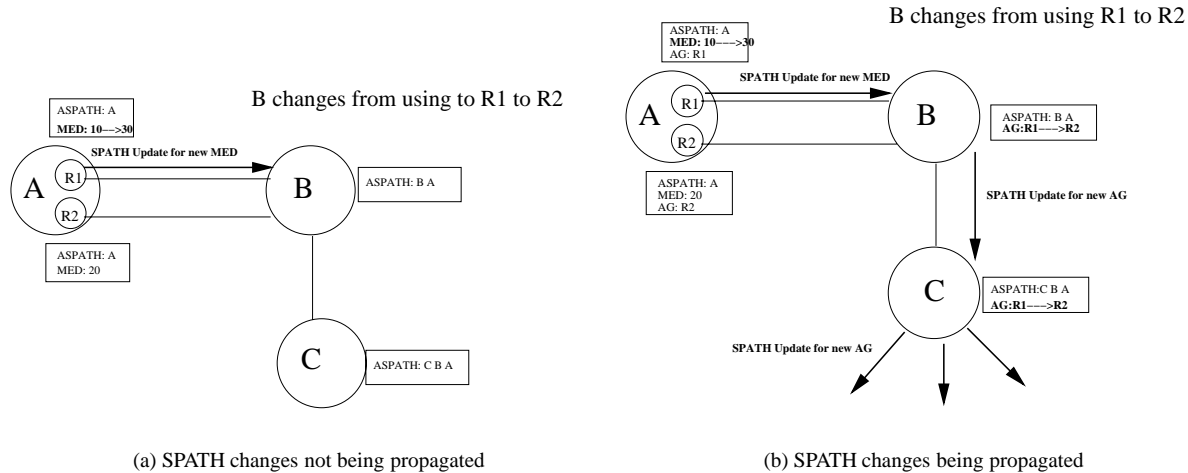 B changes from using to R1 to R2
ASPATH: A
MED: 10-->30
SPATH Update for new MED
A
R1
R2
B
ASPATH: B A
ASPATH: A
MED: 20
C
ASPATH: C B A
(a) SPATH changes not being propagated
B changes from using R1 to R2
ASPATH: A
MED: 10--->30
AG: R1
SPATH Update for new MED
A
R1
R2
B
ASPATH: B A
AG:R1--->R2
ASPATH: A
MED: 20
AG: R2
SPATH Update for new AG
C
ASPATH:C B A
AG:R1--->R2
SPATH Update for new AG
(b) SPATH changes being propagated